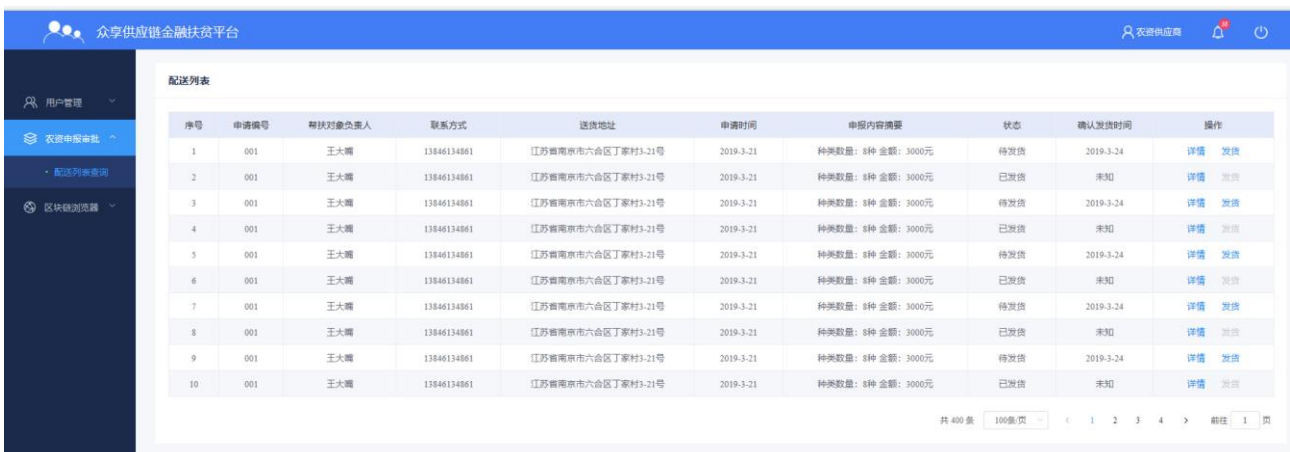 众享供应链金融扶贫平台 农资供应商
用户管理
农资申报审批
配送列表查询
区块链浏览器
配送列表
序号 申请编号 帮扶对象负责人 联系方式 送货地址 申请时间 申报内容摘要 状态 确认发货时间 操作
1 001 王大嘴 13846134861 江苏省南京市六合区丁家村3-21号 2019-3-21 种类数量：8种 金额：3000元 待发货 2019-3-24 详情 发货
2 001 王大嘴 13846134861 江苏省南京市六合区丁家村3-21号 2019-3-21 种类数量：8种 金额：3000元 已发货 未知 详情 发货
3 001 王大嘴 13846134861 江苏省南京市六合区丁家村3-21号 2019-3-21 种类数量：8种 金额：3000元 待发货 2019-3-24 详情 发货
4 001 王大嘴 13846134861 江苏省南京市六合区丁家村3-21号 2019-3-21 种类数量：8种 金额：3000元 已发货 未知 详情 发货
5 001 王大嘴 13846134861 江苏省南京市六合区丁家村3-21号 2019-3-21 种类数量：8种 金额：3000元 待发货 2019-3-24 详情 发货
6 001 王大嘴 13846134861 江苏省南京市六合区丁家村3-21号 2019-3-21 种类数量：8种 金额：3000元 已发货 未知 详情 发货
7 001 王大嘴 13846134861 江苏省南京市六合区丁家村3-21号 2019-3-21 种类数量：8种 金额：3000元 待发货 2019-3-24 详情 发货
8 001 王大嘴 13846134861 江苏省南京市六合区丁家村3-21号 2019-3-21 种类数量：8种 金额：3000元 已发货 未知 详情 发货
9 001 王大嘴 13846134861 江苏省南京市六合区丁家村3-21号 2019-3-21 种类数量：8种 金额：3000元 待发货 2019-3-24 详情 发货
10 001 王大嘴 13846134861 江苏省南京市六合区丁家村3-21号 2019-3-21 种类数量：8种 金额：3000元 已发货 未知 详情 发货
共 400 条 100条/页 < 1 2 3 4 > 前往 1 页